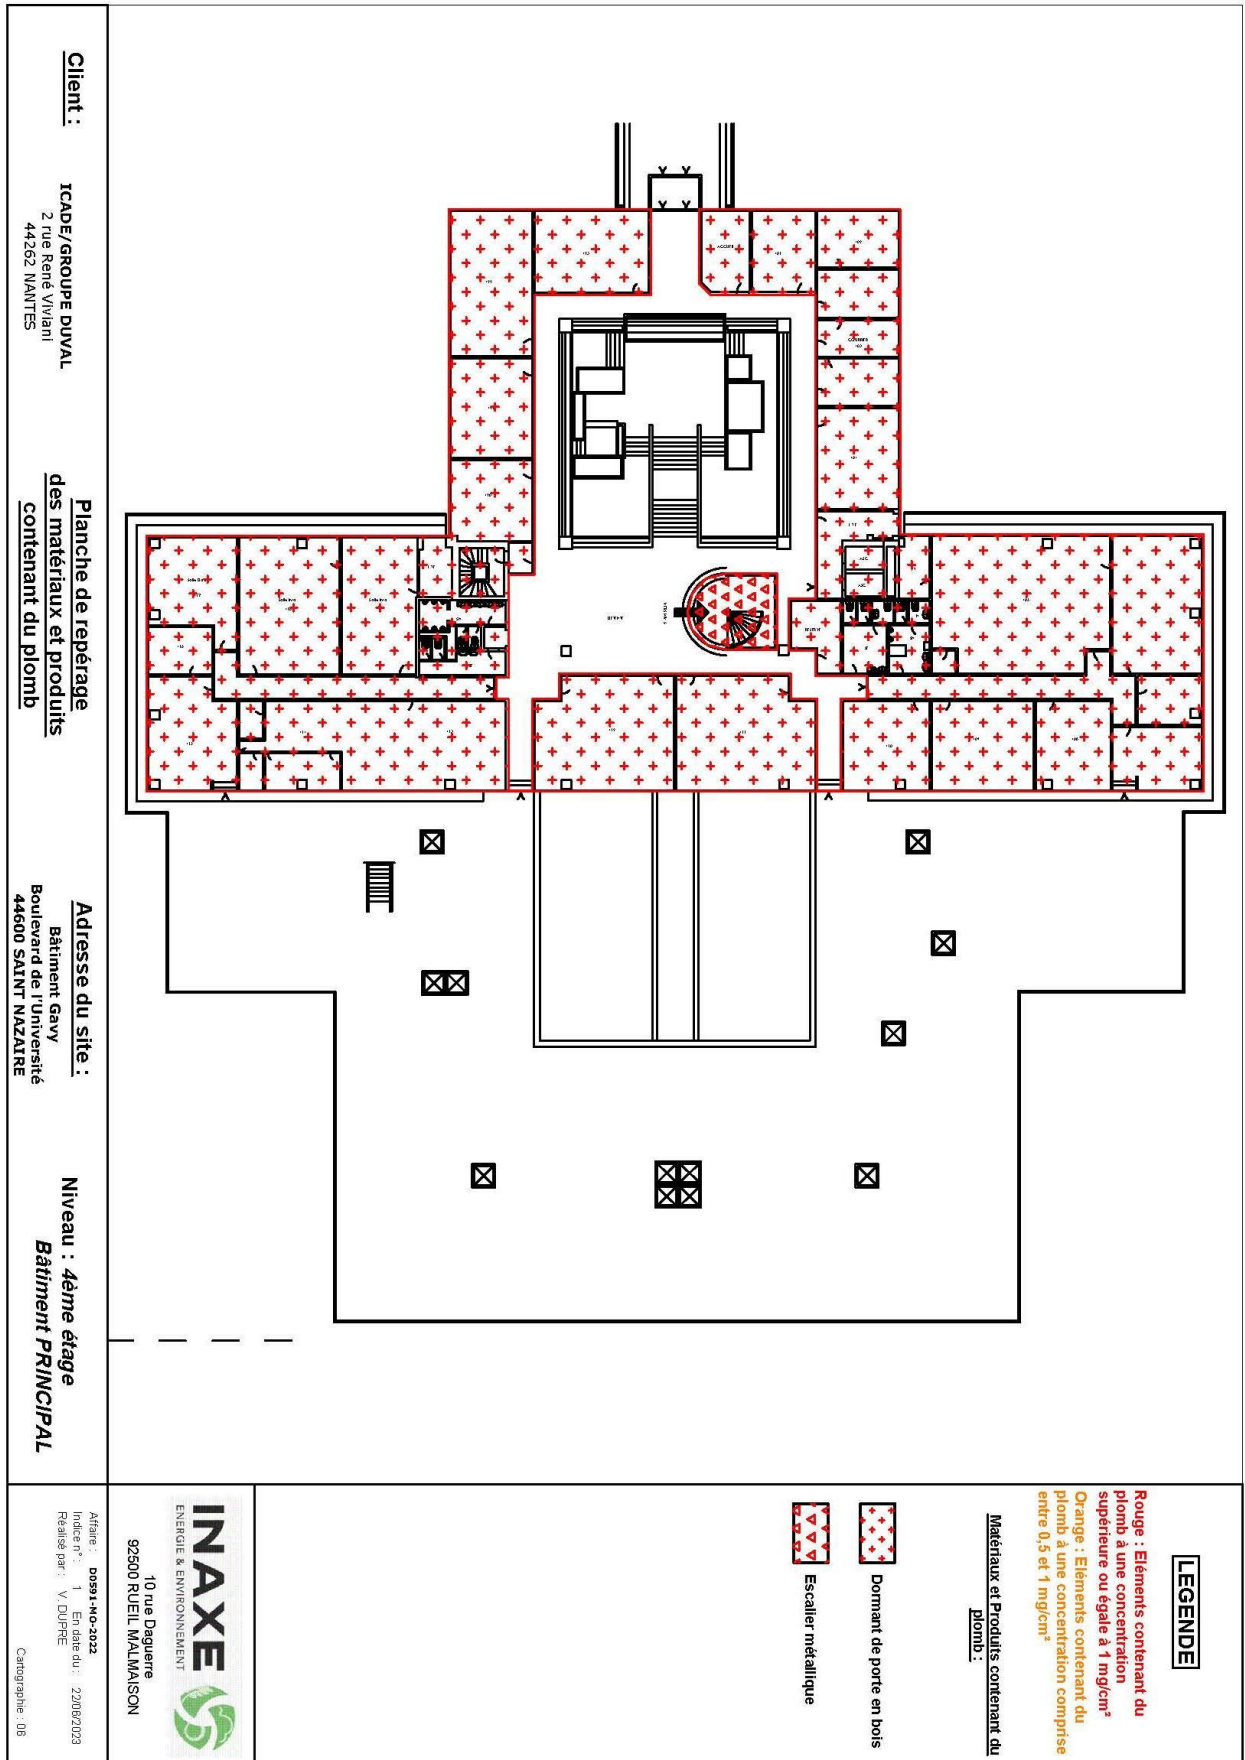 Client :
ICADE/GROUPE DUVAL
2 rue René Viviani
44262 NANTES
Planche de repérage
des matériaux et produits
contenant du plomb
Adresse du site :
Bâtiment Gavy
Boulevard de l'Université
44600 SAINT NAZAIRE
Niveau : 4ème étage
Bâtiment PRINCIPAL
LEGENDE
Rouge : Eléments contenant du
plomb à une concentration
supérieure ou égale à 1 mg/cm²
Orange : Eléments contenant du
plomb à une concentration comprise
entre 0,5 et 1 mg/cm²
Matériaux et Produits contenant du
plomb :
Dormant de porte en bois
Escalier métallique
INAXE
ENERGIE & ENVIRONNEMENT
10 rue Daguerre
92500 RUEIL MALMAISON
Affaire : D0591-MO-2022
Indice n° : 1 En date du : 22/06/2023
Réalisé par : V. DUPRE
Cartographie : 06